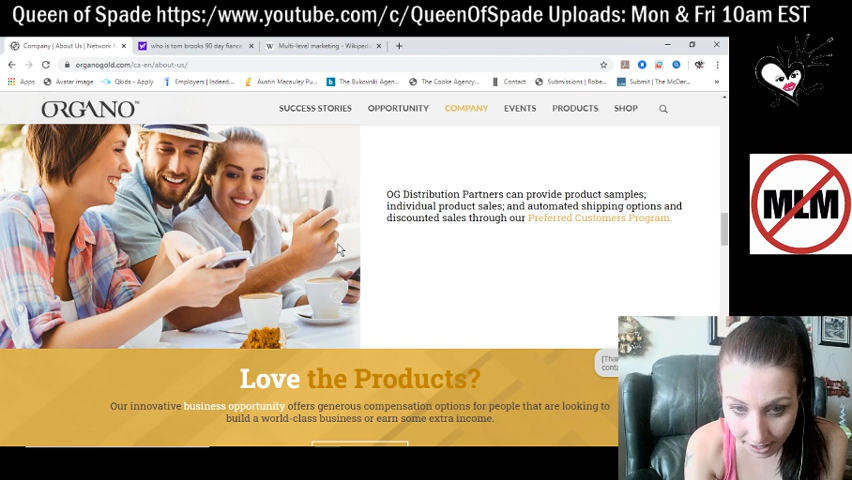 Queen of Spade https:/www.youtube.com/c/QueenOfSpade Uploads: Mon & Fri 10am EST
Company | About Us | Network M
who is tom brooks 90 day fiance
Multi-level marketing - Wikiped
organogold.com/ca-en/about-us/
Apps Avatar image Qkids - Apply Employers | Indeed... Austin Macauley Pu... The Bukowski Agen... The Cooke Agency... Contact Submissions | Robe... Submit | The McDer...
ORGANO™
SUCCESS STORIES OPPORTUNITY COMPANY EVENTS PRODUCTS SHOP
MLM
OG Distribution Partners can provide product samples;
individual product sales; and automated shipping options and
discounted sales through our Preferred Customers Program.
[Than
conta
Love the Products?
Our innovative business opportunity offers generous compensation options for people that are looking to
build a world-class business or earn some extra income.